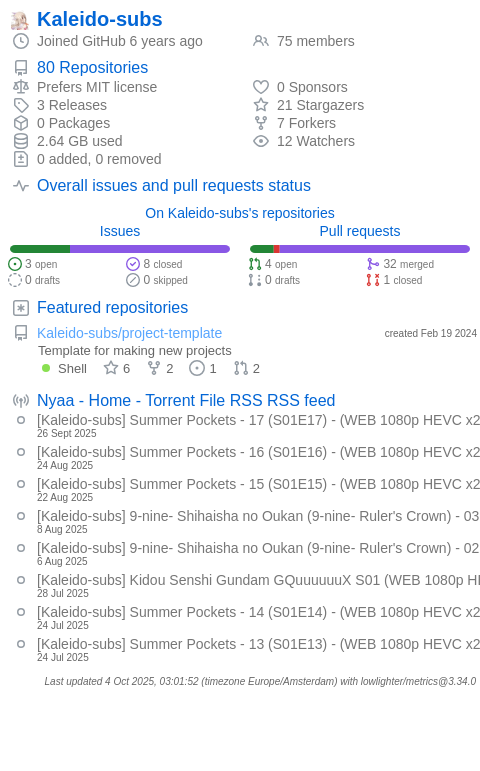 Kaleido-subs
Joined GitHub 6 years ago
75 members
80 Repositories
Prefers MIT license
0 Sponsors
3 Releases
21 Stargazers
0 Packages
7 Forkers
2.64 GB used
12 Watchers
0 added, 0 removed
Overall issues and pull requests status
On Kaleido-subs's repositories
Issues
Pull requests
3 open
8 closed
4 open
32 merged
0 drafts
0 skipped
0 drafts
1 closed
Featured repositories
Kaleido-subs/project-template
created Feb 19 2024
Template for making new projects
Shell 6 2 1 2
Nyaa - Home - Torrent File RSS RSS feed
[Kaleido-subs] Summer Pockets - 17 (S01E17) - (WEB 1080p HEVC x2
26 Sept 2025
[Kaleido-subs] Summer Pockets - 16 (S01E16) - (WEB 1080p HEVC x2
24 Aug 2025
[Kaleido-subs] Summer Pockets - 15 (S01E15) - (WEB 1080p HEVC x2
22 Aug 2025
[Kaleido-subs] 9-nine- Shihaisha no Oukan (9-nine- Ruler's Crown) - 03
8 Aug 2025
[Kaleido-subs] 9-nine- Shihaisha no Oukan (9-nine- Ruler's Crown) - 02
6 Aug 2025
[Kaleido-subs] Kidou Senshi Gundam GQuuuuuuX S01 (WEB 1080p HE
28 Jul 2025
[Kaleido-subs] Summer Pockets - 14 (S01E14) - (WEB 1080p HEVC x2
24 Jul 2025
[Kaleido-subs] Summer Pockets - 13 (S01E13) - (WEB 1080p HEVC x2
24 Jul 2025
Last updated 4 Oct 2025, 03:01:52 (timezone Europe/Amsterdam) with lowlighter/metrics@3.34.0